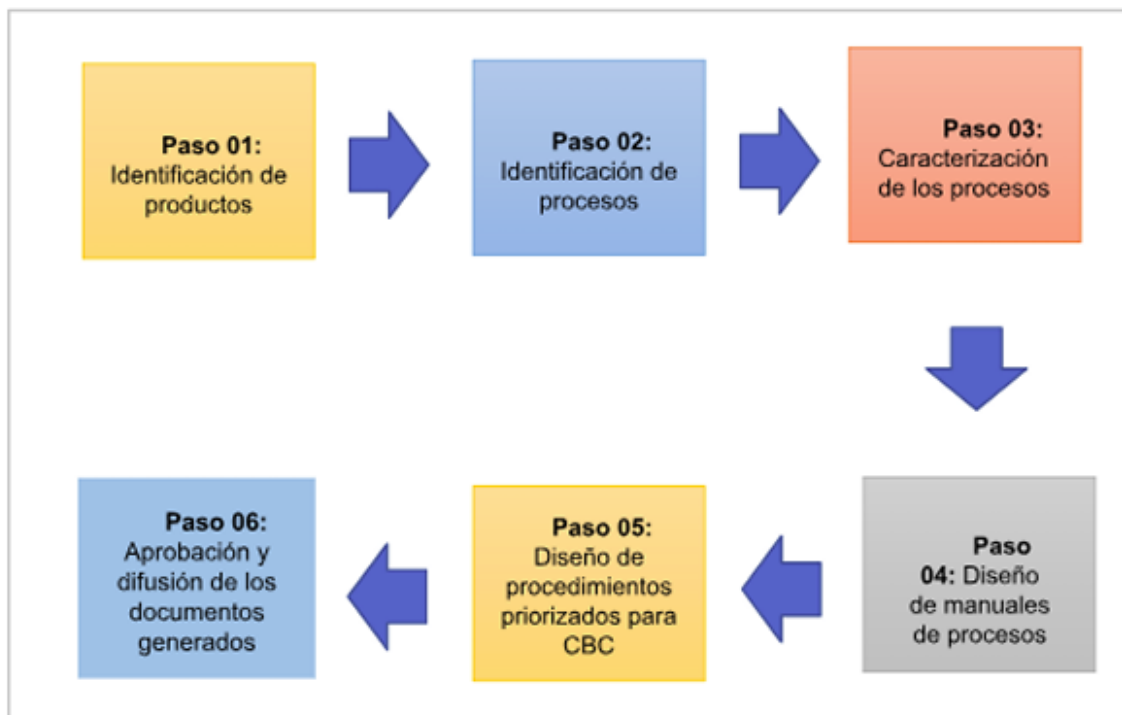 Paso 01:
Identificación de
productos
Paso 02:
Identificación de
procesos
Paso 03:
Caracterización
de los procesos
Paso
04: Diseño
de manuales
de procesos
Paso 05:
Diseño de
procedimientos
priorizados para
CBC
Paso 06:
Aprobación y
difusión de los
documentos
generados